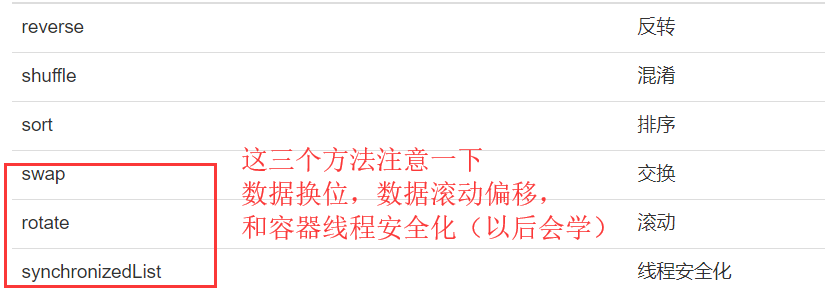 reverse 反转
shuffle 混淆
sort 排序
这三个方法注意一下
swap 交换
数据换位，数据滚动偏移，
rotate 滚动
和容器线程安全化（以后会学）
synchronizedList 线程安全化